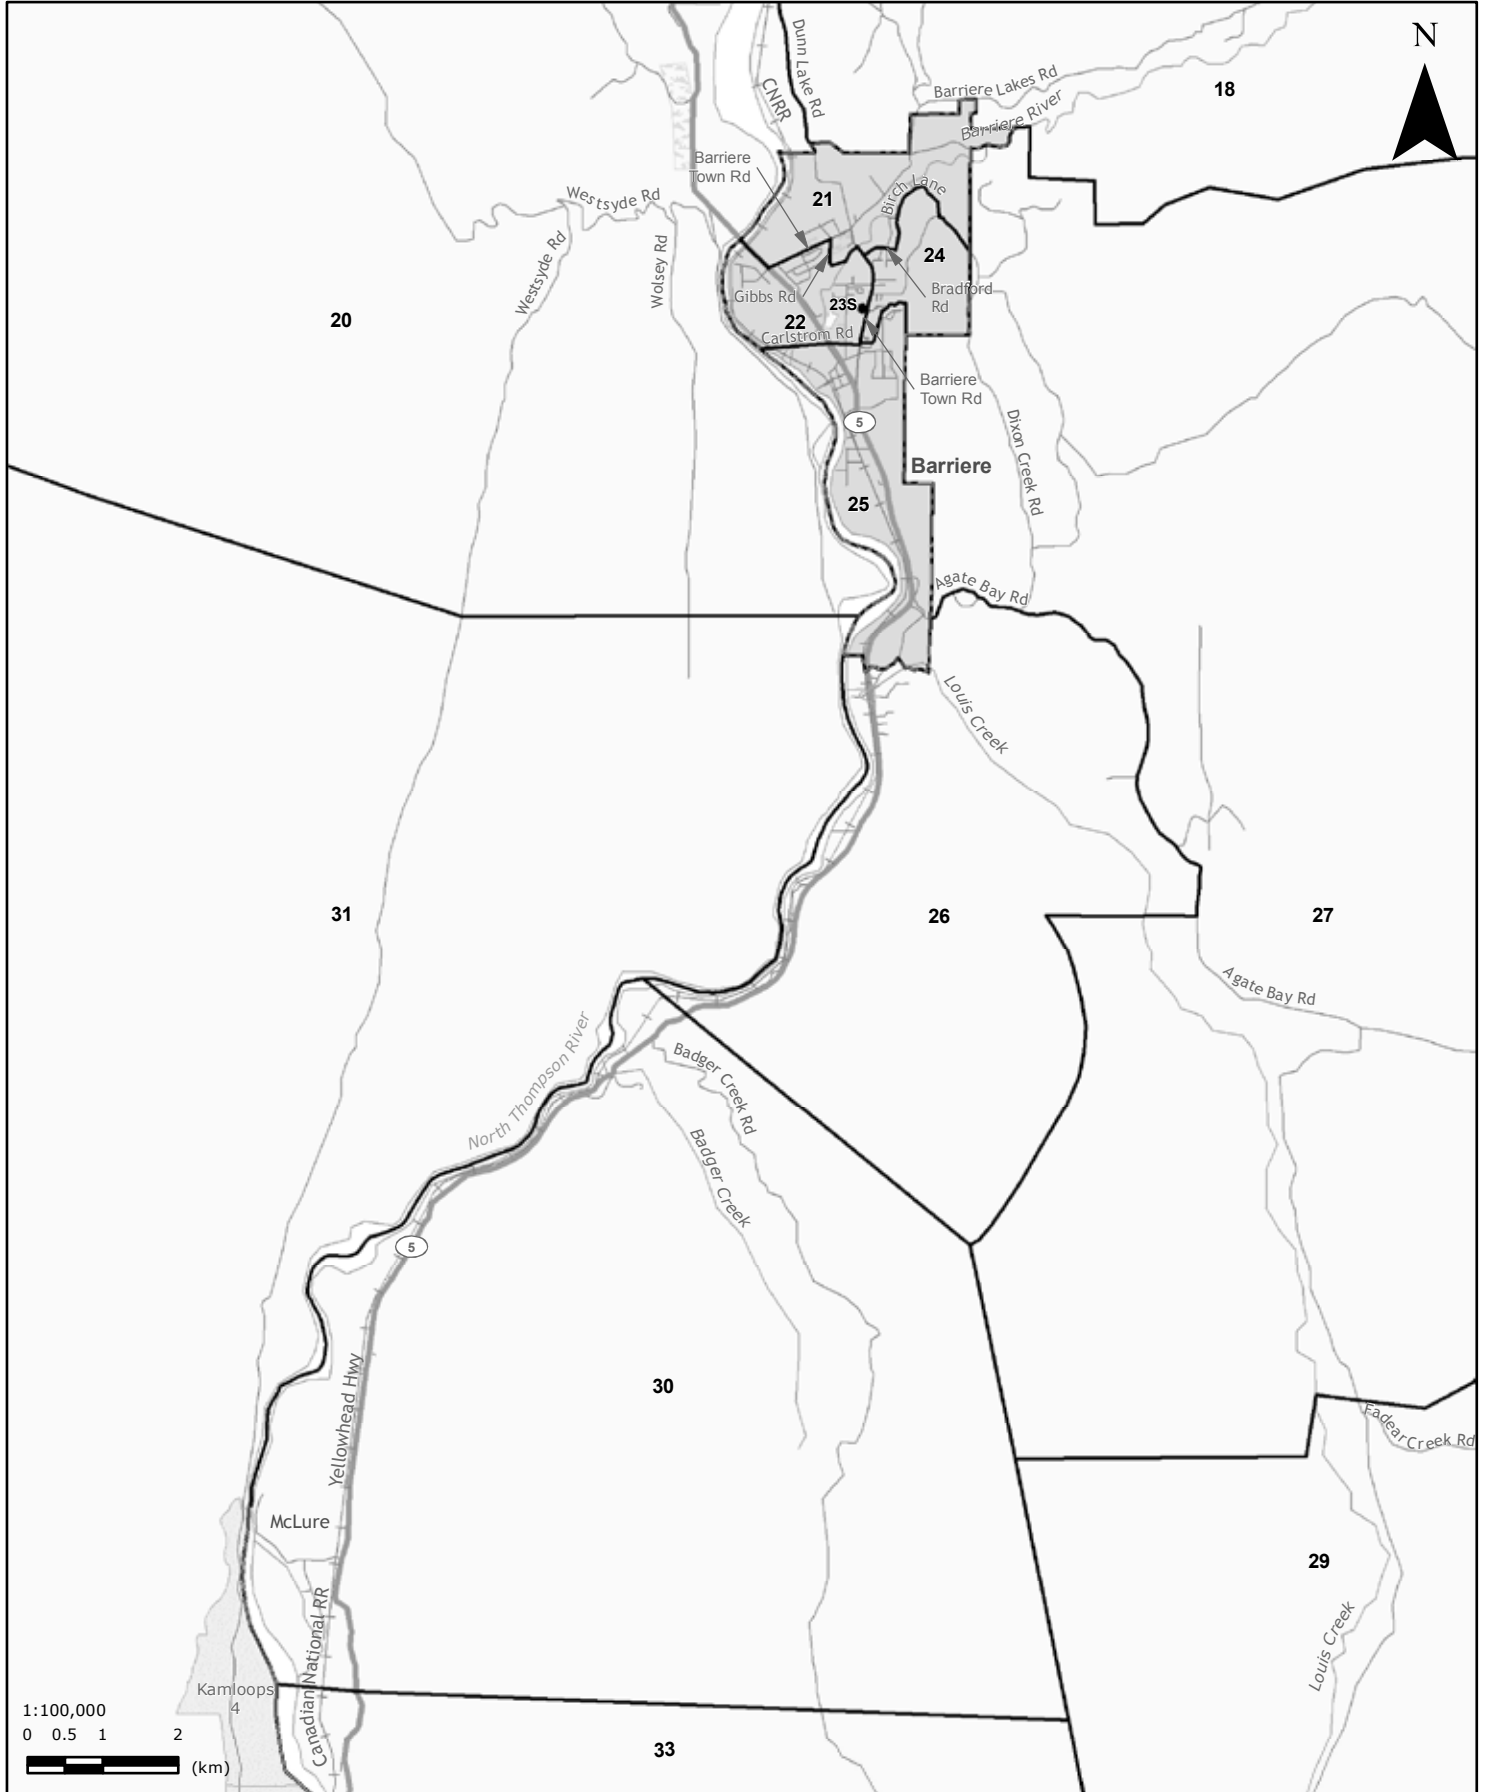 N
18
Dunn Lake Rd
CNRR
Barriere Lakes Rd
Barriere River
Barriere
Town Rd
Westsyde Rd
21
Birch Lane
Westsyde Rd
Wolsey Rd
24
Gibbs Rd
23S
Bradford
Rd
20
22
Carlstrom Rd
Barriere
Town Rd
5
Dixon Creek Rd
Barriere
25
Agate Bay Rd
Louis Creek
31
26
27
Agate Bay Rd
North Thompson River
Badger Creek Rd
Badger Creek
5
Yellowhead Hwy
30
Eadear Creek Rd
McLure
29
Canadian National RR
Louis Creek
Kamloops
4
1:100,000
0 0.5 1 2
(km)
33